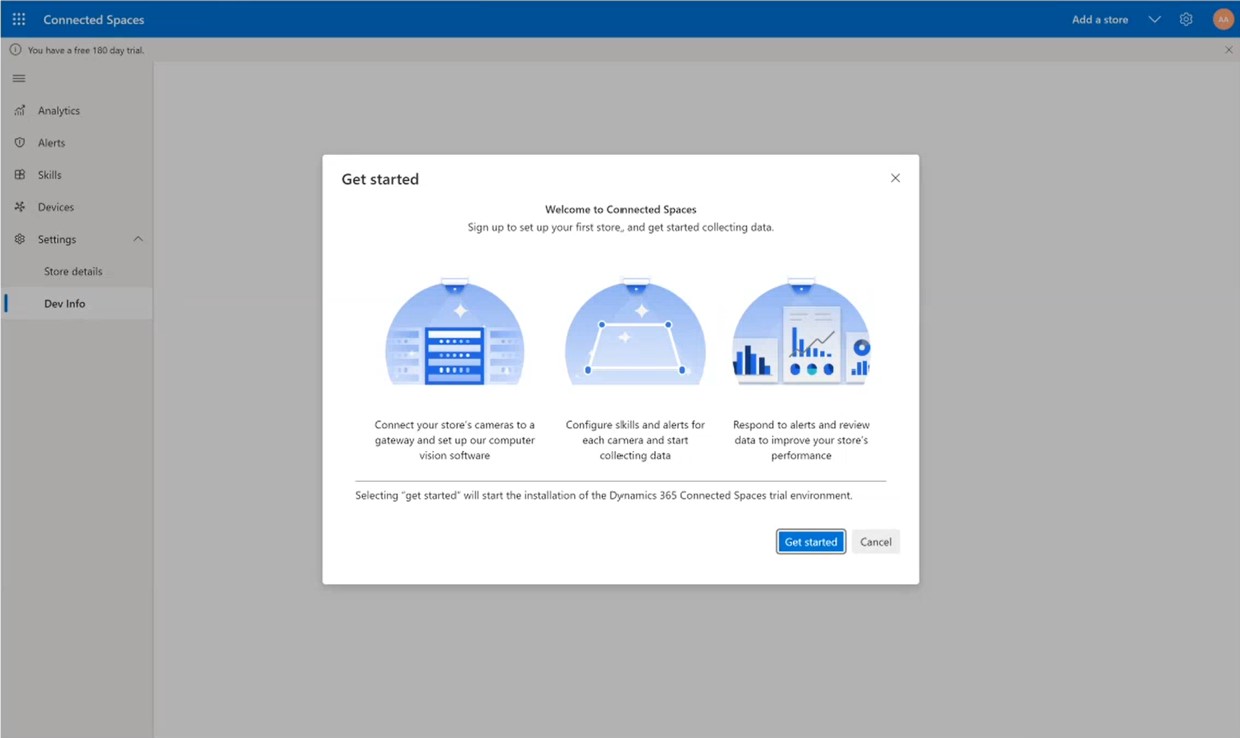 Connected Spaces
Add a store
AA
You have a free 180 day trial.
Analytics
Alerts
Skills
Devices
Settings
Store details
Dev Info
Get started
Welcome to Connected Spaces
Sign up to set up your first store,, and get started collecting data.
Connect your store's cameras to a
gateway and set up our computer
vision software
Configure skills and alerts for
each camera and start
collecting data
Respond to alerts and review
data to improve your store's
performance
Selecting "get started" will start the installation of the Dynamics 365 Connected Spaces trial environment.
Get started
Cancel